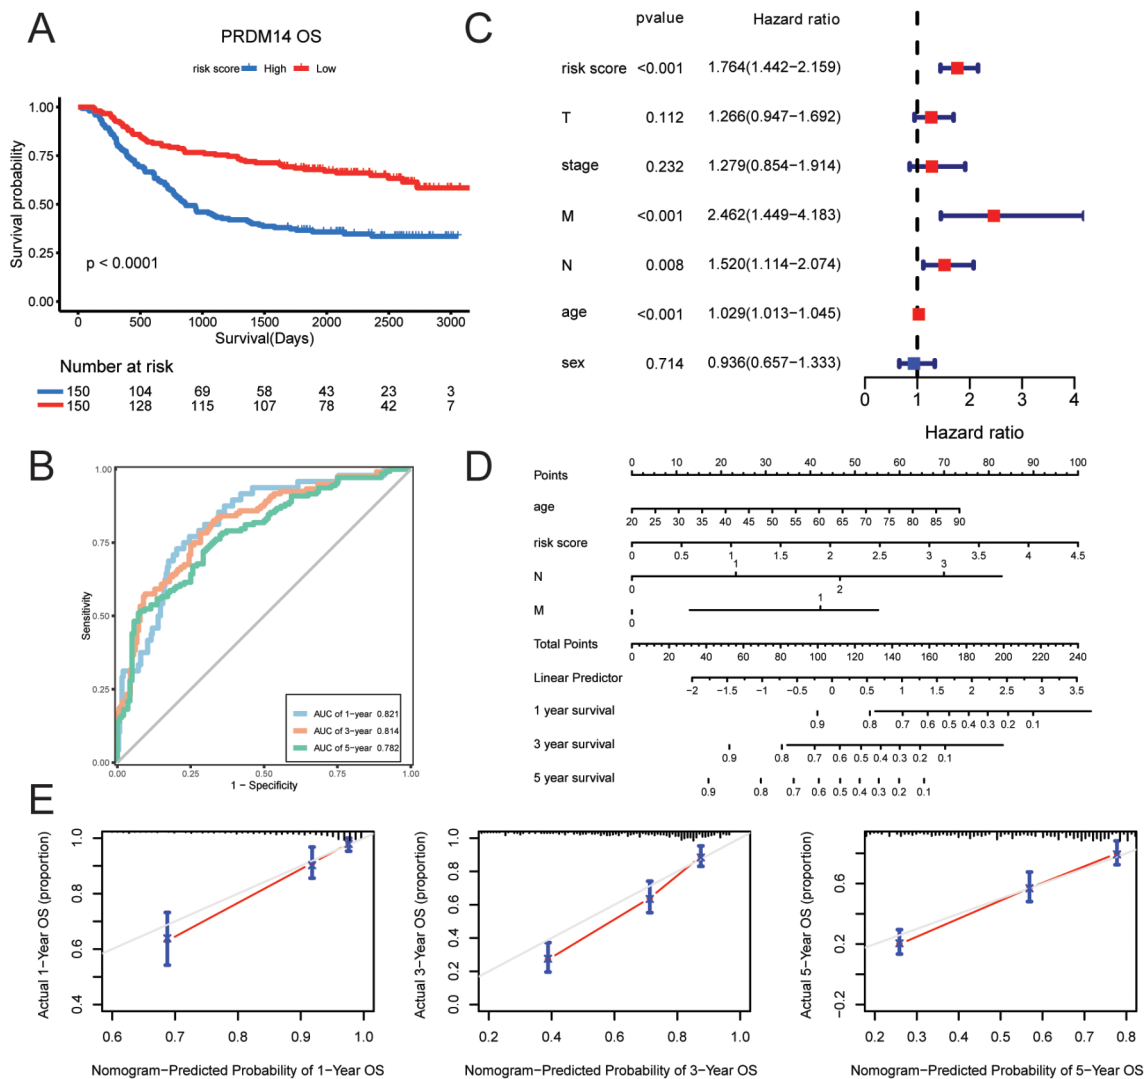 A
PRDM14 OS
risk score High Low
Survival probability
1.00
0.75
0.50
0.25
0.00
p < 0.0001
0 500 1000 1500 2000 2500 3000
Survival(Days)
Number at risk
150 104 69 58 43 23 3
150 128 115 107 78 42 7
C
pvalue Hazard ratio
risk score <0.001 1.764(1.442−2.159)
T 0.112 1.266(0.947−1.692)
stage 0.232 1.279(0.854−1.914)
M <0.001 2.462(1.449−4.183)
N 0.008 1.520(1.114−2.074)
age <0.001 1.029(1.013−1.045)
sex 0.714 0.936(0.657−1.333)
0 1 2 3 4
Hazard ratio
B
Sensitivity
1.00
0.75
0.50
0.25
0.00
AUC of 1−year 0.821
AUC of 3−year 0.814
AUC of 5−year 0.782
0.00 0.25 0.50 0.75 1.00
1 − Specificity
D
Points
0 10 13 20 30 40 45 50 55 60 70 80 90 100
age
20 25 30 35 40 45 50 55 60 65 70 75 80 85 90
risk score
0 0.5 1 1.5 2 2.5 3 3.5 4 4.5
N
1 3
0 2
M
1
0
Total Points
0 20 40 60 80 100 120 140 160 180 200 220 240
Linear Predictor
−2 −1.5 −1 −0.5 0 0.5 1 1.5 2 2.5 3 3.5
1 year survival
0.9 0.8 0.7 0.6 0.5 0.4 0.3 0.2 0.1
3 year survival
0.9 0.8 0.7 0.6 0.5 0.4 0.3 0.2 0.1
5 year survival
0.9 0.8 0.7 0.6 0.5 0.4 0.3 0.2 0.1
E
Actual 1−Year OS (proportion)
1.0
0.8
0.6
0.4
0.6 0.7 0.8 0.9 1.0
Nomogram−Predicted Probability of 1−Year OS
Actual 3−Year OS (proportion)
1.0
0.8
0.6
0.4
0.2
0.0
0.2 0.4 0.6 0.8 1.0
Nomogram−Predicted Probability of 3−Year OS
Actual 5−Year OS (proportion)
0.6
0.2
−0.2
0.2 0.3 0.4 0.5 0.6 0.7 0.8
Nomogram−Predicted Probability of 5−Year OS